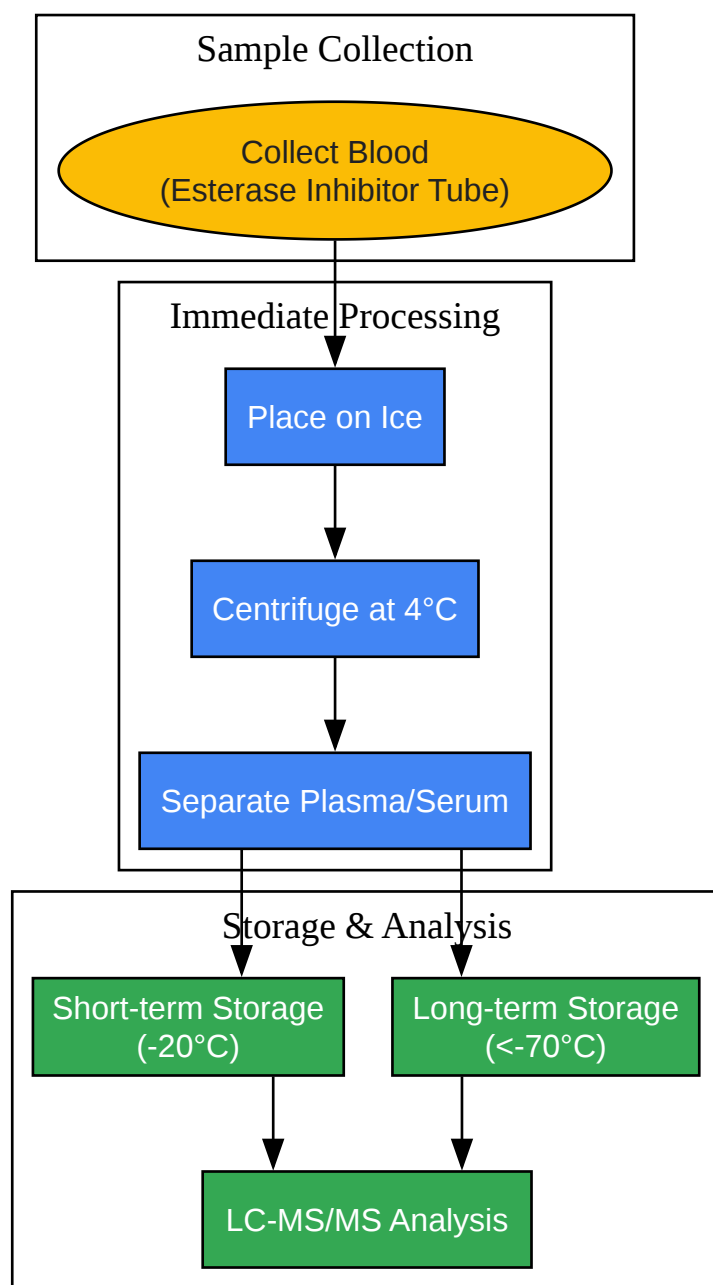 Sample Collection
Collect Blood
(Esterase Inhibitor Tube)
Immediate Processing
Place on Ice
Centrifuge at 4°C
Separate Plasma/Serum
Storage & Analysis
Short-term Storage
(-20°C)
Long-term Storage
(<-70°C)
LC-MS/MS Analysis